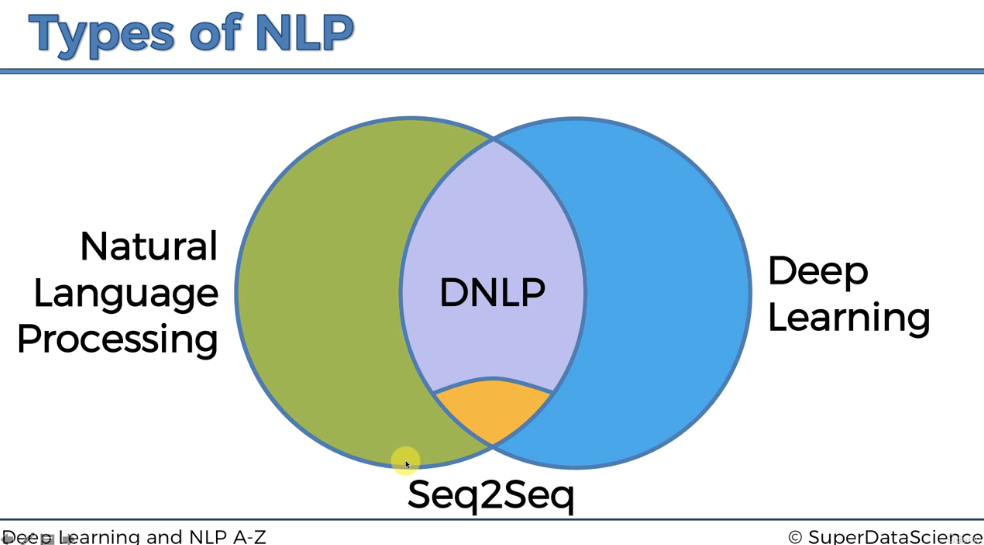 Types of NLP
Natural
Language
Processing
DNLP
Deep
Learning
Seq2Seq
Deep Learning and NLP A-Z
© SuperDataScience